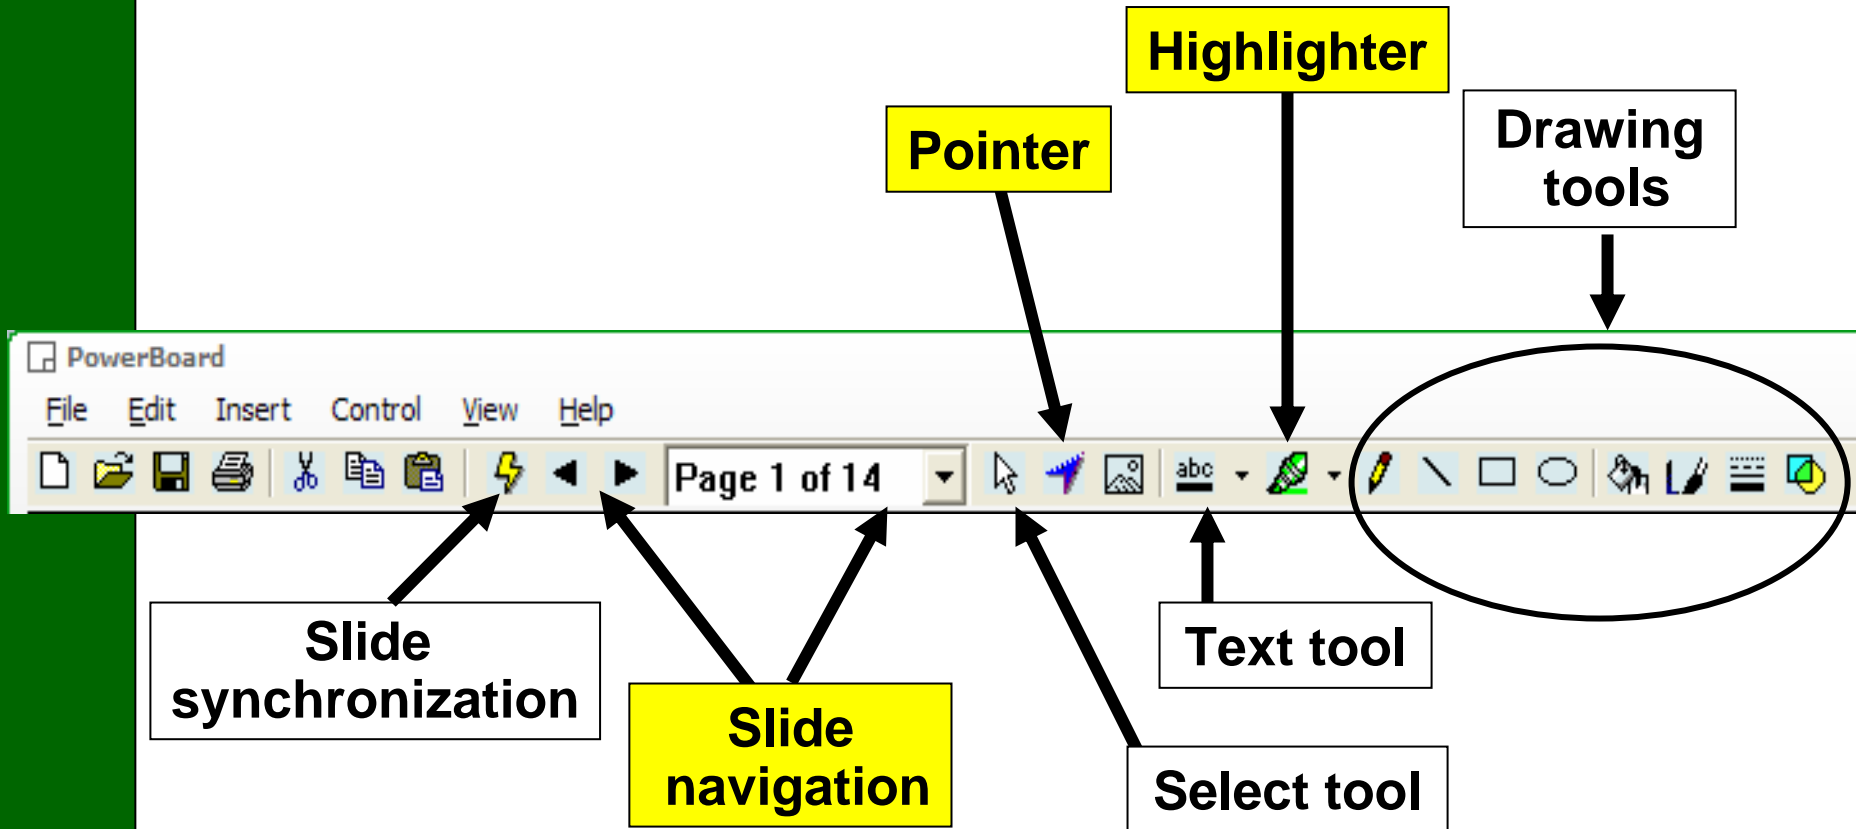 Highlighter
Pointer
Drawing
tools
PowerBoard
File Edit Insert Control View Help
Page 1 of 14
abc
Slide
synchronization
Slide
navigation
Text tool
Select tool